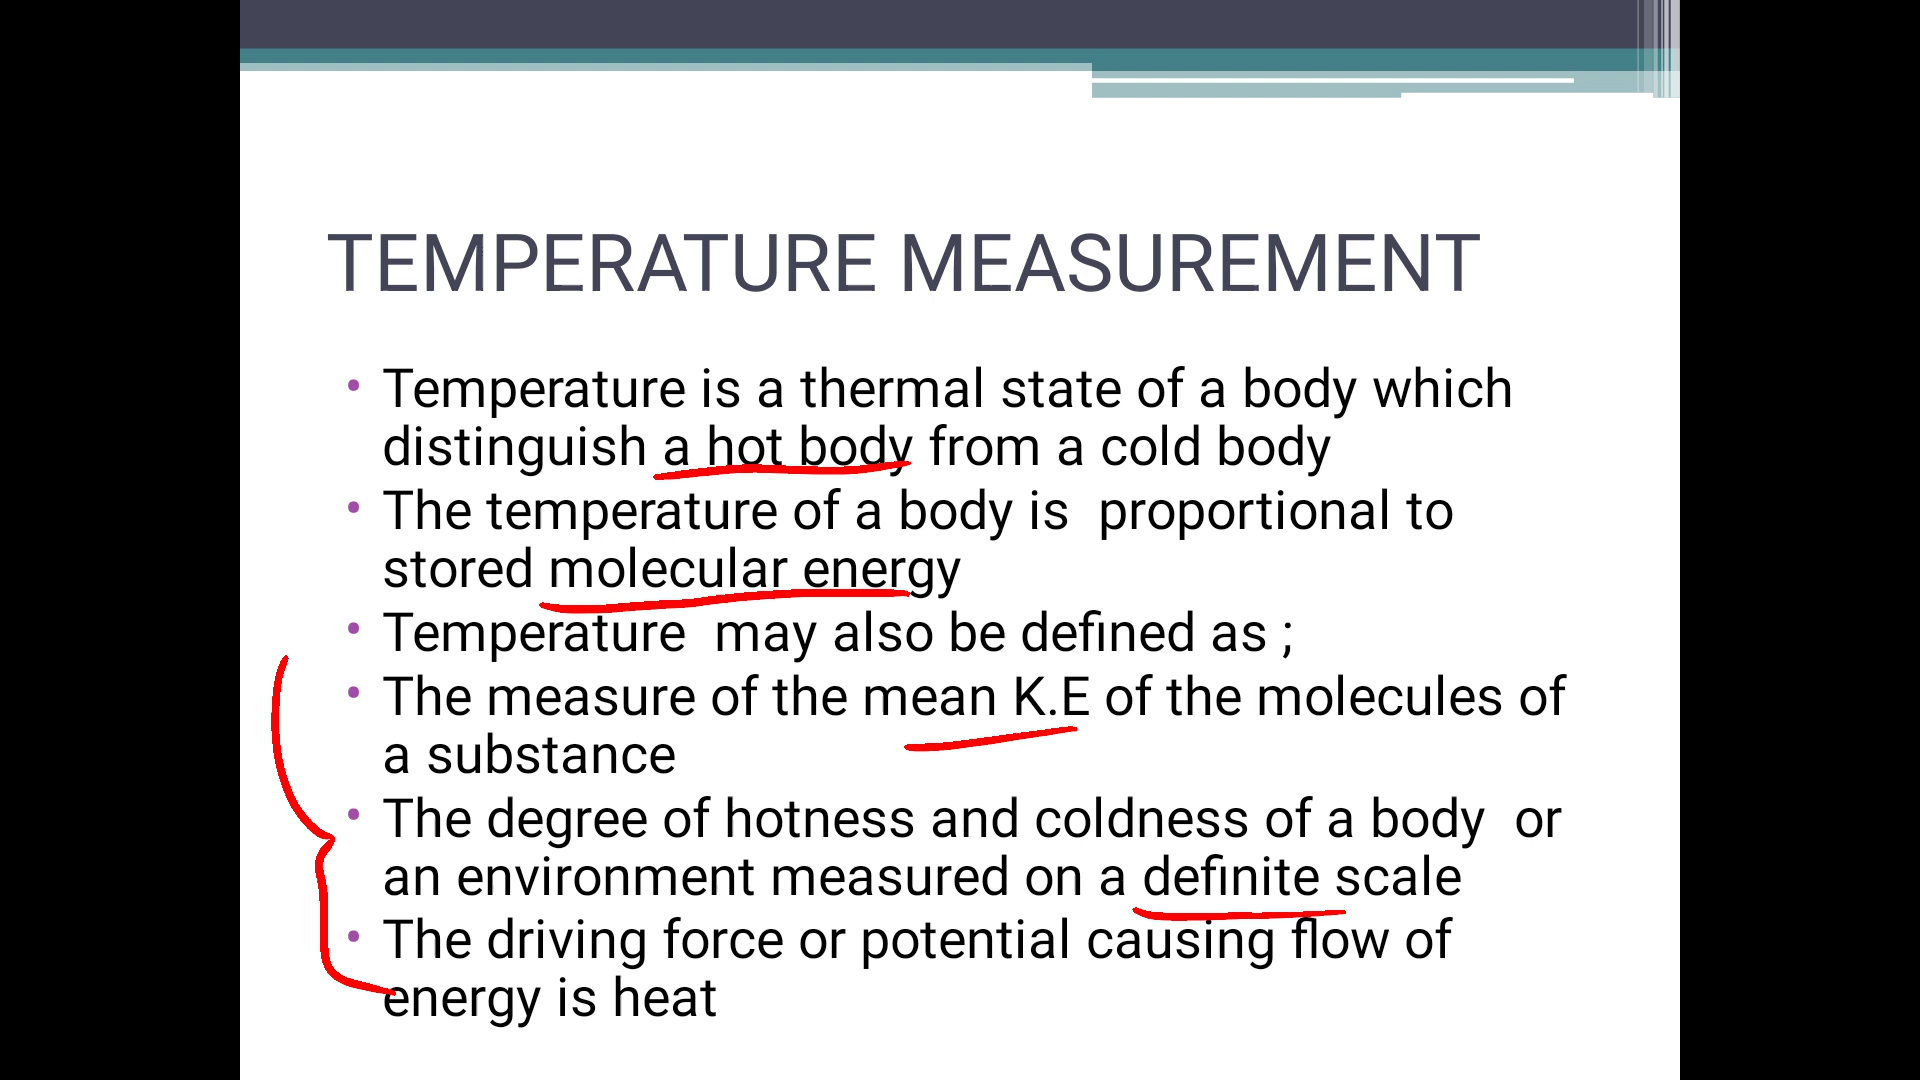 TEMPERATURE MEASUREMENT
• Temperature is a thermal state of a body which
distinguish a hot body from a cold body
• The temperature of a body is  proportional to
stored molecular energy
• Temperature  may also be defined as ;
• The measure of the mean K.E of the molecules of
a substance
• The degree of hotness and coldness of a body  or
an environment measured on a definite scale
• The driving force or potential causing flow of
energy is heat